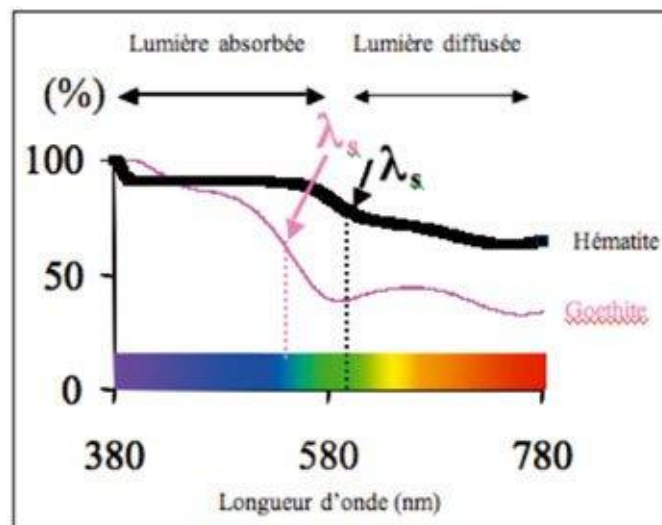 Lumière absorbée Lumière diffusée
(%)
λs
λs
100
50
0
Hématite
Goethite
380 580 780
Longueur d'onde (nm)